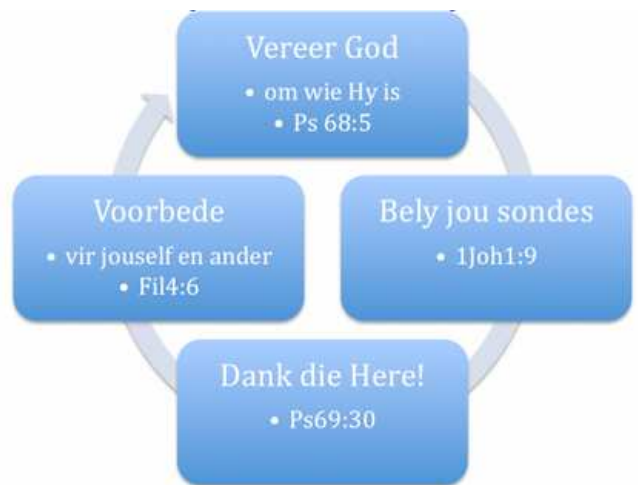 Vereer God
• om wie Hy is
• Ps 68:5
Bely jou sondes
• 1Joh1:9
Dank die Here!
• Ps69:30
Voorbede
• vir jouself en ander
• Fil4:6